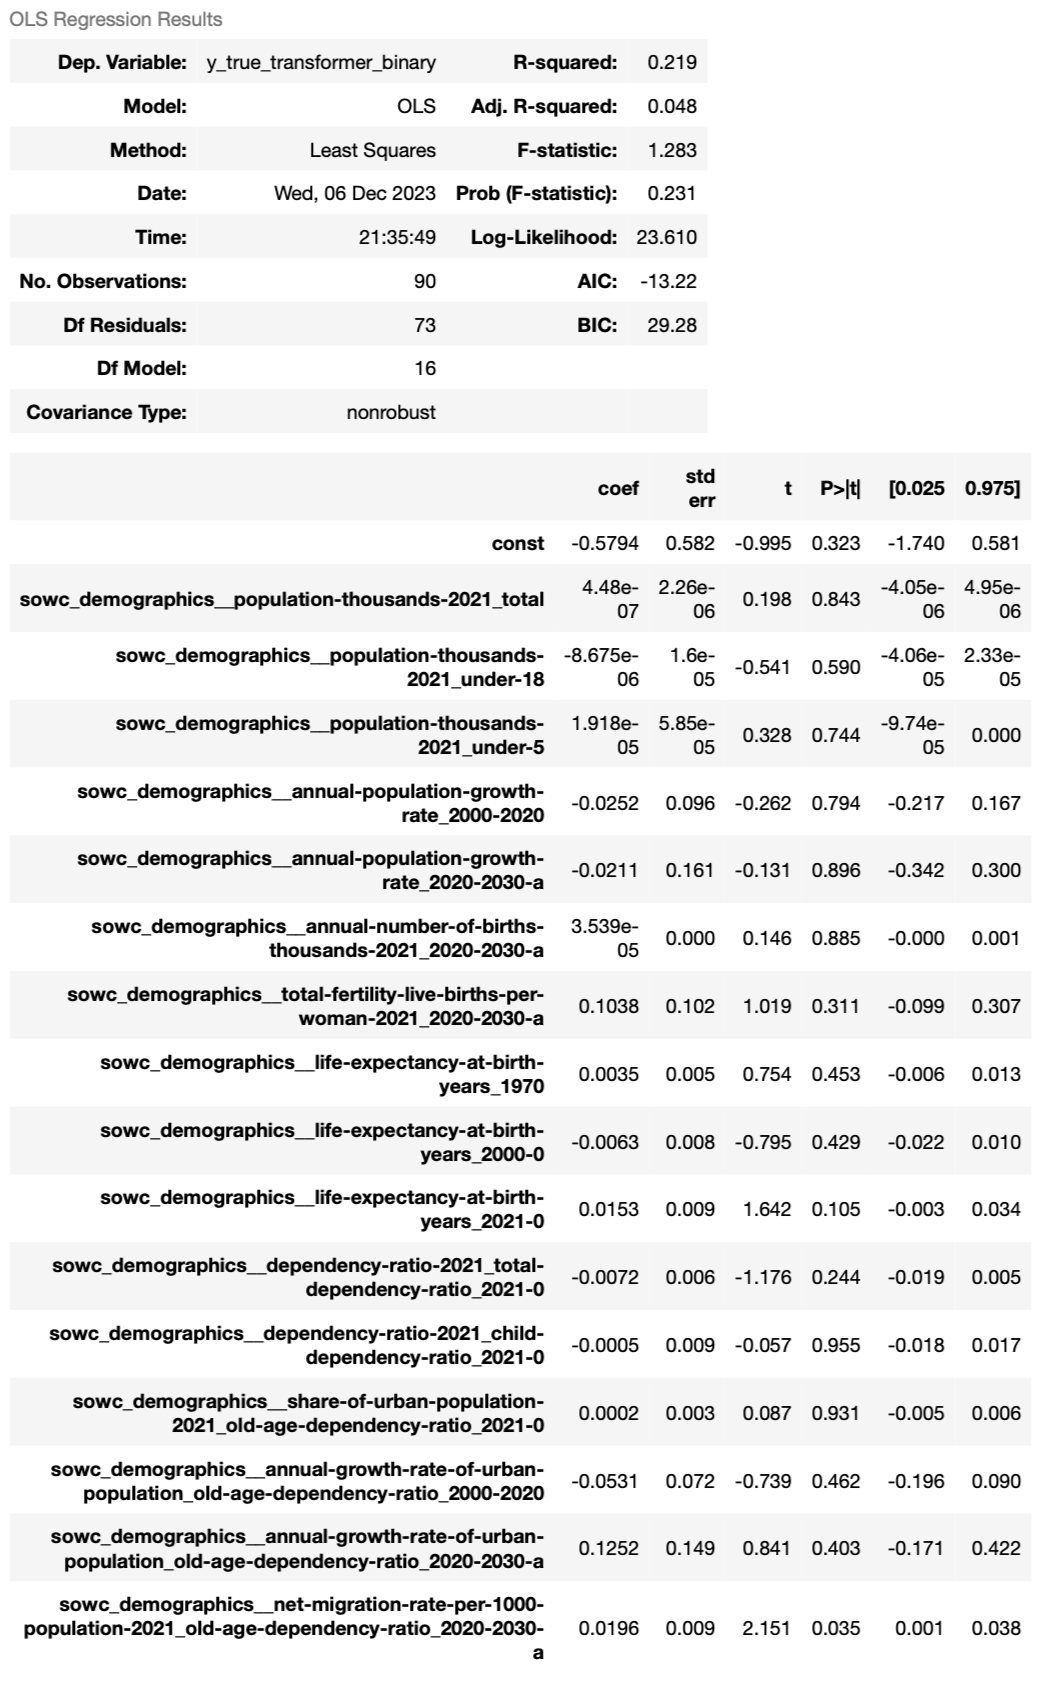 OLS Regression Results
Dep. Variable: y_true_transformer_binary R-squared: 0.219
Model: OLS Adj. R-squared: 0.048
Method: Least Squares F-statistic: 1.283
Date: Wed, 06 Dec 2023 Prob (F-statistic): 0.231
Time: 21:35:49 Log-Likelihood: 23.610
No. Observations: 90 AIC: -13.22
Df Residuals: 73 BIC: 29.28
Df Model: 16
Covariance Type: nonrobust
coef std err t P>|t| [0.025 0.975]
const -0.5794 0.582 -0.995 0.323 -1.740 0.581
sowc_demographics__population-thousands-2021_total 4.48e-07 2.26e-06 0.198 0.843 -4.05e-06 4.95e-06
sowc_demographics__population-thousands-2021_under-18 -8.675e-06 1.6e-05 -0.541 0.590 -4.06e-05 2.33e-05
sowc_demographics__population-thousands-2021_under-5 1.918e-05 5.85e-05 0.328 0.744 -9.74e-05 0.000
sowc_demographics__annual-population-growth-rate_2000-2020 -0.0252 0.096 -0.262 0.794 -0.217 0.167
sowc_demographics__annual-population-growth-rate_2020-2030-a -0.0211 0.161 -0.131 0.896 -0.342 0.300
sowc_demographics__annual-number-of-births-thousands-2021_2020-2030-a 3.539e-05 0.000 0.146 0.885 -0.000 0.001
sowc_demographics__total-fertility-live-births-per-woman-2021_2020-2030-a 0.1038 0.102 1.019 0.311 -0.099 0.307
sowc_demographics__life-expectancy-at-birth-years_1970 0.0035 0.005 0.754 0.453 -0.006 0.013
sowc_demographics__life-expectancy-at-birth-years_2000-0 -0.0063 0.008 -0.795 0.429 -0.022 0.010
sowc_demographics__life-expectancy-at-birth-years_2021-0 0.0153 0.009 1.642 0.105 -0.003 0.034
sowc_demographics__dependency-ratio-2021_total-dependency-ratio_2021-0 -0.0072 0.006 -1.176 0.244 -0.019 0.005
sowc_demographics__dependency-ratio-2021_child-dependency-ratio_2021-0 -0.0005 0.009 -0.057 0.955 -0.018 0.017
sowc_demographics__share-of-urban-population-2021_old-age-dependency-ratio_2021-0 0.0002 0.003 0.087 0.931 -0.005 0.006
sowc_demographics__annual-growth-rate-of-urban-population_old-age-dependency-ratio_2000-2020 -0.0531 0.072 -0.739 0.462 -0.196 0.090
sowc_demographics__annual-growth-rate-of-urban-population_old-age-dependency-ratio_2020-2030-a 0.1252 0.149 0.841 0.403 -0.171 0.422
sowc_demographics__net-migration-rate-per-1000-population-2021_old-age-dependency-ratio_2020-2030-a 0.0196 0.009 2.151 0.035 0.001 0.038